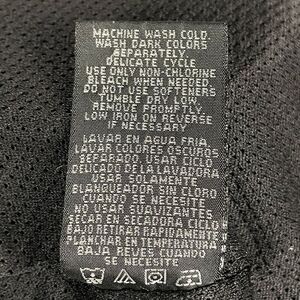 MACHINE WASH COLD.
WASH DARK COLORS
SEPARATELY
DELICATE CYCLE
USE ONLY NON-CHLORINE
BLEACH WHEN NEEDED
DO NOT USE SOFTENERS
TUMBLE DRY LOW
REMOVE PROMPTLY
LOW IRON ON REVERSE
IF NECESSARY
LAVAR EN AGUA FRIA
LAVAR COLORES OSCUROS
SEPARADO, USAR CICLO
DELICADO DE LA LAVADORA
USAR SOLAMENTE
BLANQUEADOR SIN CLORO
CUANDO SE NECESITE
NO USAR SUAVIZANTES
SECAR EN SECADORA CICLO
BAJO RETIRAR RAPIDAMENTE
PLANCHAR EN TEMPERATURA
BAJA REVES CUANDO
SE NECESITE